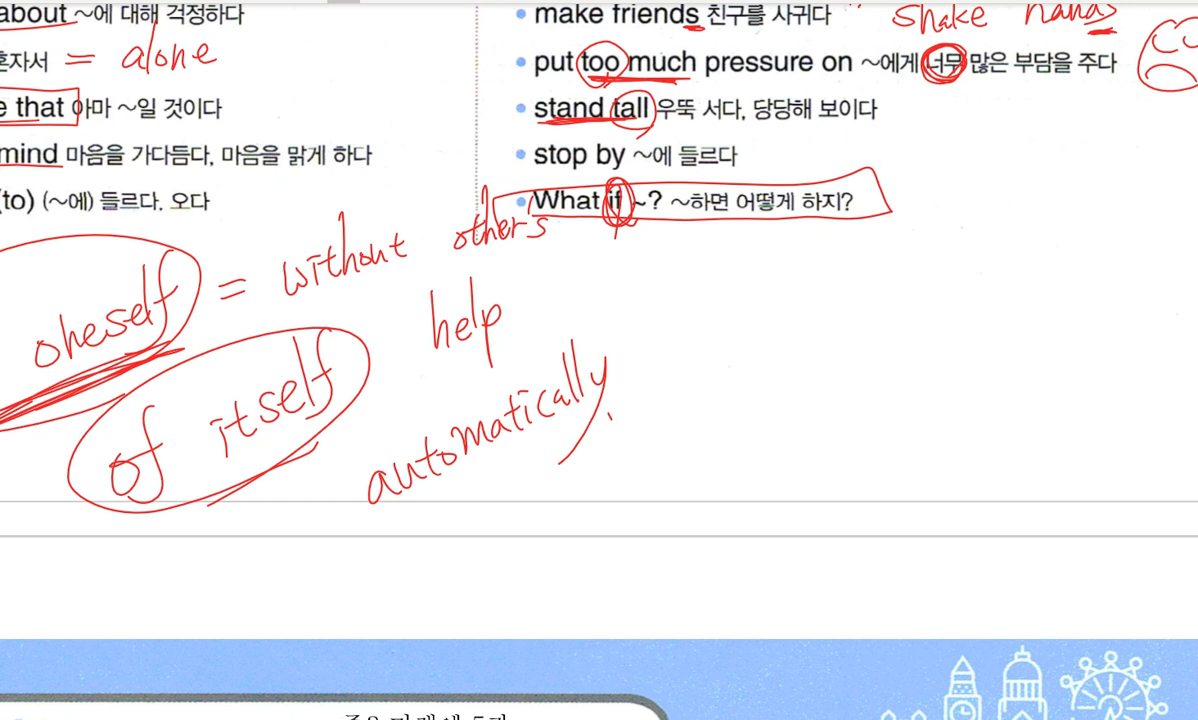 about ~에 대해 걱정하다
혼자서 = alone
e that 아마 ~일 것이다
mind 마음을 가다듬다, 마음을 맑게 하다
(to) (~에) 들르다. 오다
make friends 친구를 사귀다 shake hands
put too much pressure on ~에게 너무 많은 부담을 주다
stand tall 우뚝 서다, 당당해 보이다
stop by ~에 들르다
What if ~? ~하면 어떻게 하지?
oneself = without other's
help
of itself automatically